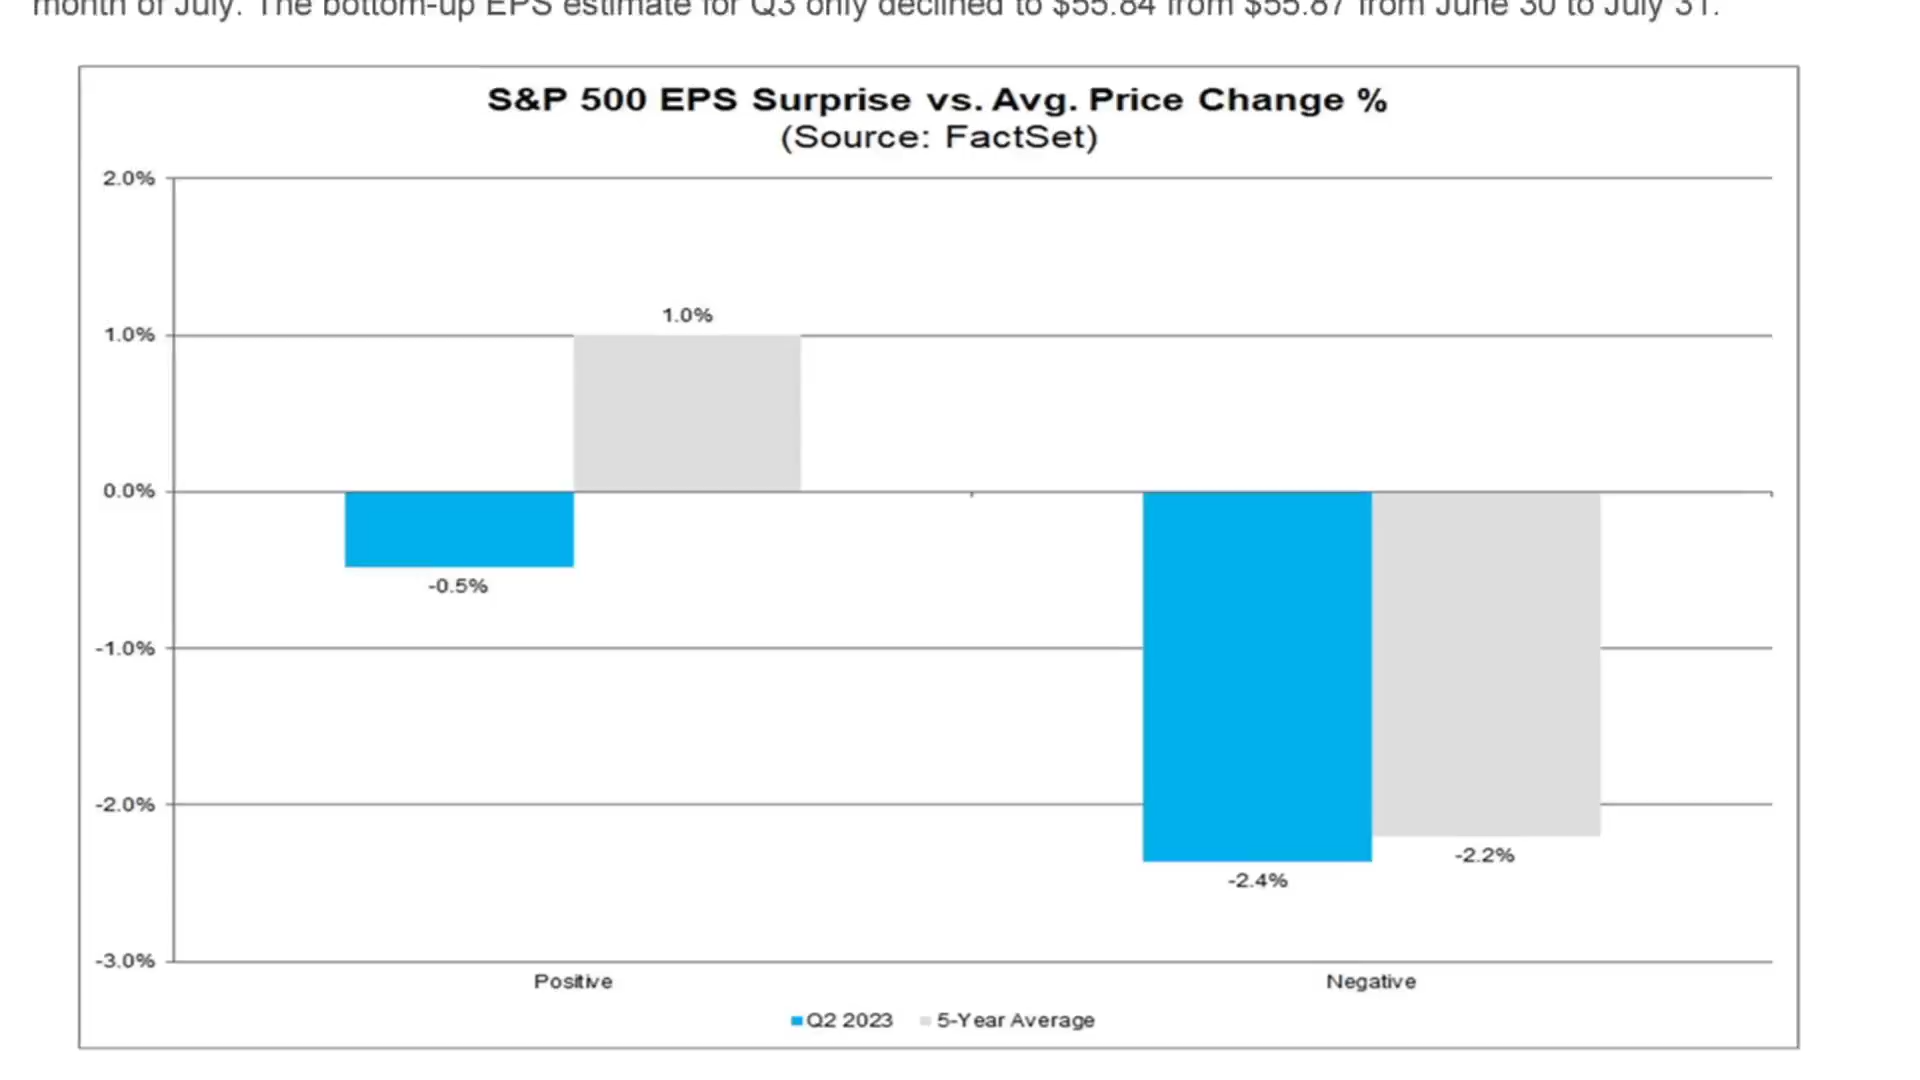 month of July. The bottom-up EPS estimate for Q3 only declined to $55.84 from $55.87 from June 30 to July 31.
S&P 500 EPS Surprise vs. Avg. Price Change %
(Source: FactSet)
2.0%
1.0%
0.0%
-1.0%
-2.0%
-3.0%
1.0%
-0.5%
-2.2%
-2.4%
Positive
Negative
Q2 2023
5-Year Average